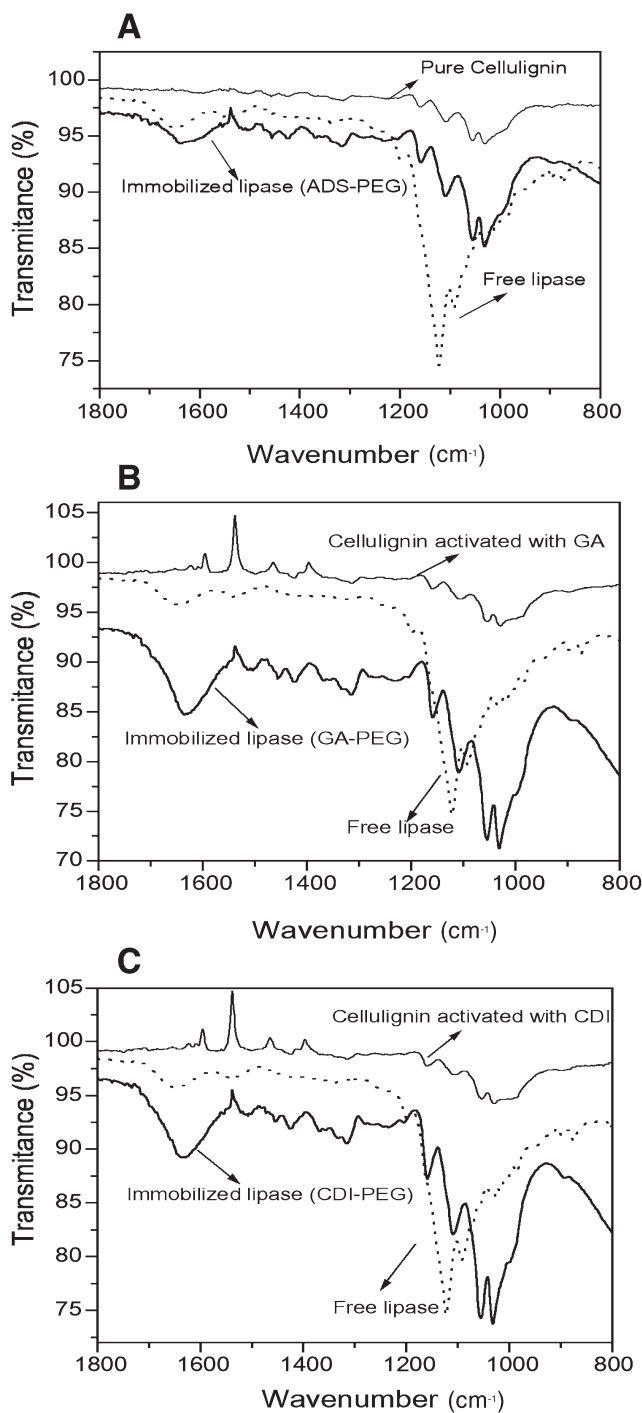 A
100
95
90
85
80
75
Transmitance (%)
Pure Cellulignin
Immobilized lipase (ADS-PEG)
Free lipase
1800 1600 1400 1200 1000 800
Wavenumber (cm-1)
B
105
100
95
90
85
80
75
70
Transmitance (%)
Cellulignin activated with GA
Immobilized lipase (GA-PEG)
Free lipase
1800 1600 1400 1200 1000 800
Wavenumber (cm-1)
C
105
100
95
90
85
80
75
Transmitance (%)
Cellulignin activated with CDI
Immobilized lipase (CDI-PEG)
Free lipase
1800 1600 1400 1200 1000 800
Wavenumber (cm-1)